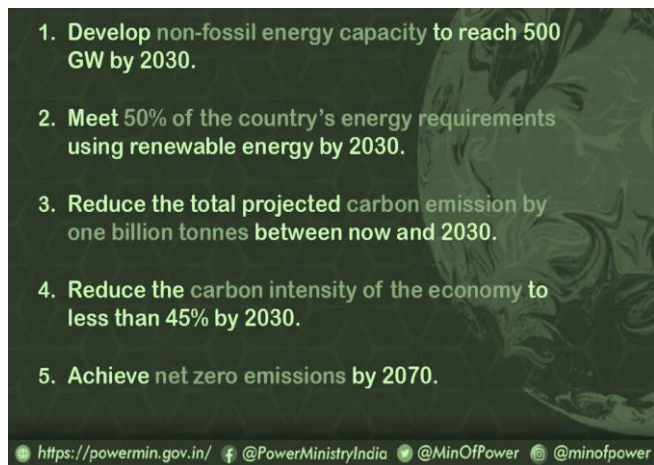 1. Develop non-fossil energy capacity to reach 500
GW by 2030.
2. Meet 50% of the country's energy requirements
using renewable energy by 2030.
3. Reduce the total projected carbon emission by
one billion tonnes between now and 2030.
4. Reduce the carbon intensity of the economy to
less than 45% by 2030.
5. Achieve net zero emissions by 2070.
https://powermin.gov.in/ @PowerMinistryIndia @MinOfPower @minofpower